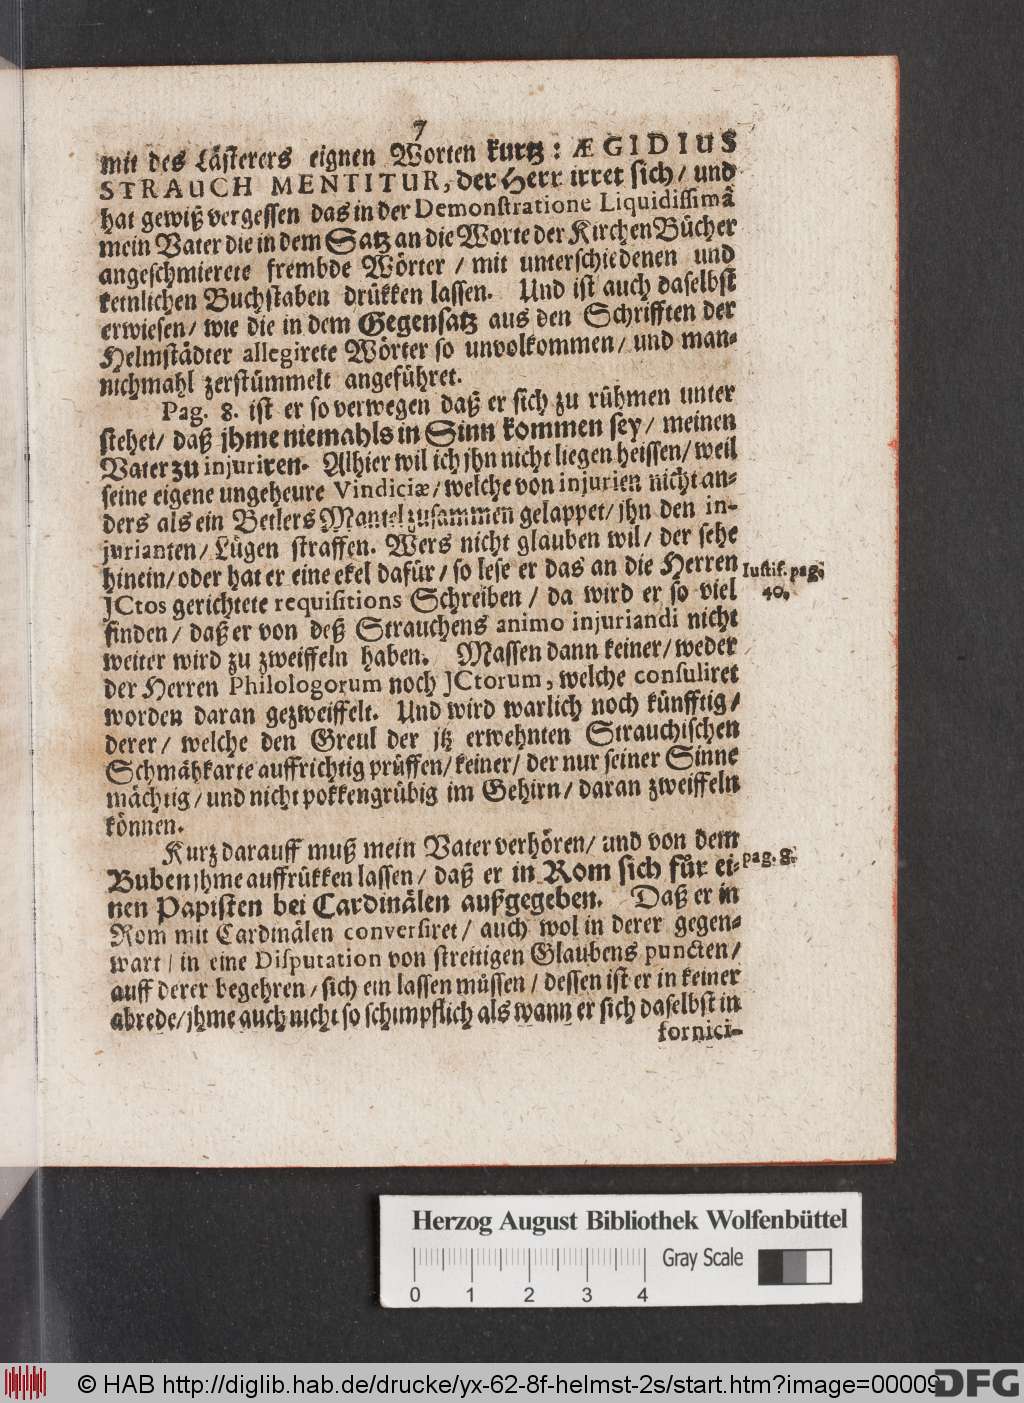 7
mit des Lästerers eignen Worten kurtz: ÆGIDIUS
STRAUCH MENTITUR, der Herr irret sich / und
hat gewiß vergessen das in der Demonstratione Liquidissimâ
mein Vater die in dem Satz an die Worte der KirchenBücher
angeschmierete frembde Wörter / mit unterschiedenen und
kentlichen Buchstaben drükken lassen. Und ist auch daselbst
erwiesen / wie die in dem Gegensatz aus den Schrifften der
Helmstädter allegirete Wörter so unvolkommen / und man-
nichmahl zerstümmelt angeführet.
Pag. 8. ist er so verwegen daß er sich zu rühmen unter
stehet / daß jhme niemahls in Sinn kommen sey / meinen
Vater zu injuriren. Alhier wil ich jhn nicht liegen heissen / weil
seine eigene ungeheure Vindiciæ / welche von injurien nicht an-
ders als ein Betlers Mantel zusammen gelappet / jhn den in-
jurianten / Lügen straffen. Wers nicht glauben wil / der sehe
hinein / oder hat er eine ekel dafür / so lese er das an die Herren
JCtos gerichtete requisitions Schreiben / da wird er so viel
finden / daß er von deß Strauchens animo injuriandi nicht
weiter wird zu zweiffeln haben. Massen dann keiner / weder
der Herren Philologorum noch JCtorum, welche consuliret
worden daran gezweiffelt. Und wird warlich noch künfftig /
derer / welche den Greul der jtz erwehnten Strauchischen
Schmähkarte auffrichtig prüffen / keiner / der nur seiner Sinne
mächtig / und nicht pokkengrübig im Gehirn / daran zweiffeln
können.
Iustif. pag.
40.
Kurz darauff muß mein Vater verhören / und von dem
Buben jhme auffrükken lassen / daß er in Rom sich für ei-
nen Papisten bei Cardinälen außgegeben. Daß er in
Rom mit Cardinälen conversiret / auch wol in derer gegen-
wart / in eine Disputation von streitigen Glaubens puncten /
auff derer begehren / sich ein lassen müssen / dessen ist er in keiner
abrede / jhme auch nicht so schimpflich als wann er sich daselbst in
pag. 8.
fornici-
Herzog August Bibliothek Wolfenbüttel
Gray Scale
0 1 2 3 4
© HAB http://diglib.hab.de/drucke/yx-62-8f-helmst-2s/start.htm?image=00009
DFG